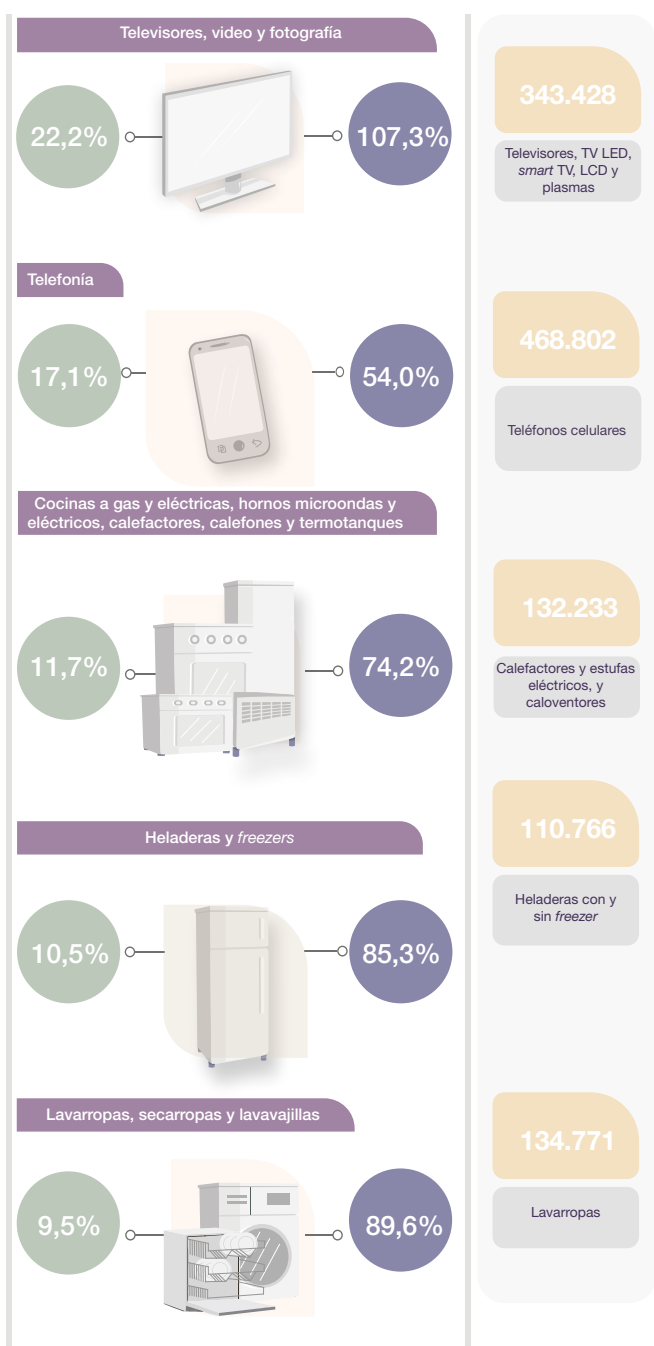 Televisores, video y fotografía
22,2%
107,3%
343.428
Televisores, TV LED,
smart TV, LCD y
plasmas
Telefonía
17,1%
54,0%
468.802
Teléfonos celulares
Cocinas a gas y eléctricas, hornos microondas y
eléctricos, calefactores, calefones y termotanques
11,7%
74,2%
132.233
Calefactores y estufas
eléctricos, y
caloventores
Heladeras y freezers
10,5%
85,3%
110.766
Heladeras con y
sin freezer
Lavarropas, secarropas y lavavajillas
9,5%
89,6%
134.771
Lavarropas